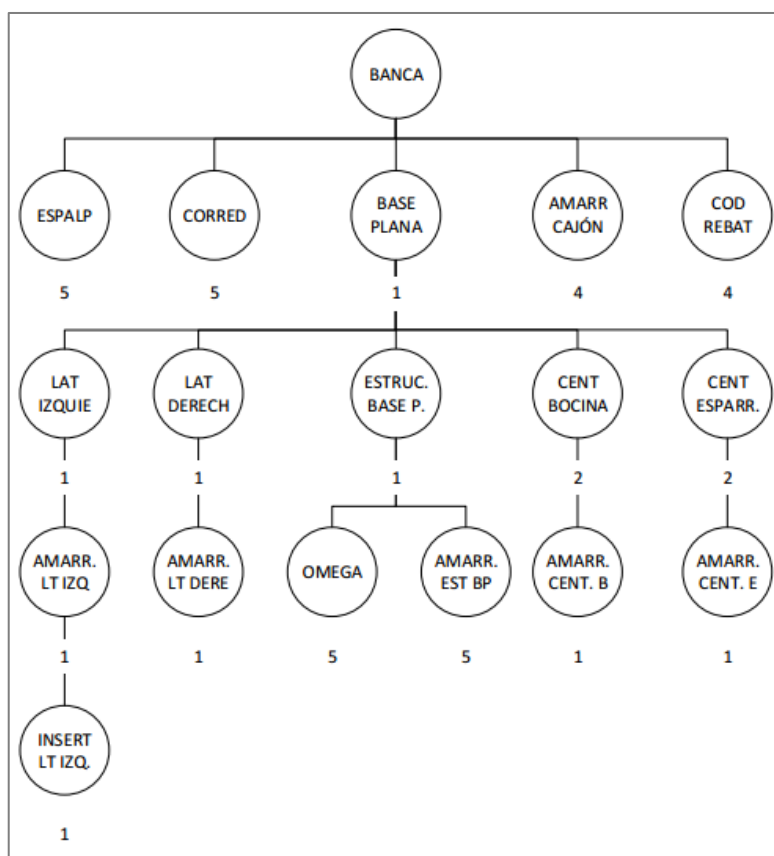 BANCA
ESPALP
CORRED
BASE
PLANA
AMARR
CAJÓN
COD
REBAT
5
5
1
4
4
LAT
IZQUIE
LAT
DERECH
ESTRUC.
BASE P.
CENT
BOCINA
CENT
ESPARR.
1
1
1
2
2
AMARR.
LT IZQ
AMARR.
LT DERE
OMEGA
AMARR.
EST BP
AMARR.
CENT. B
AMARR.
CENT. E
1
1
5
5
1
1
INSERT
LT IZQ.
1